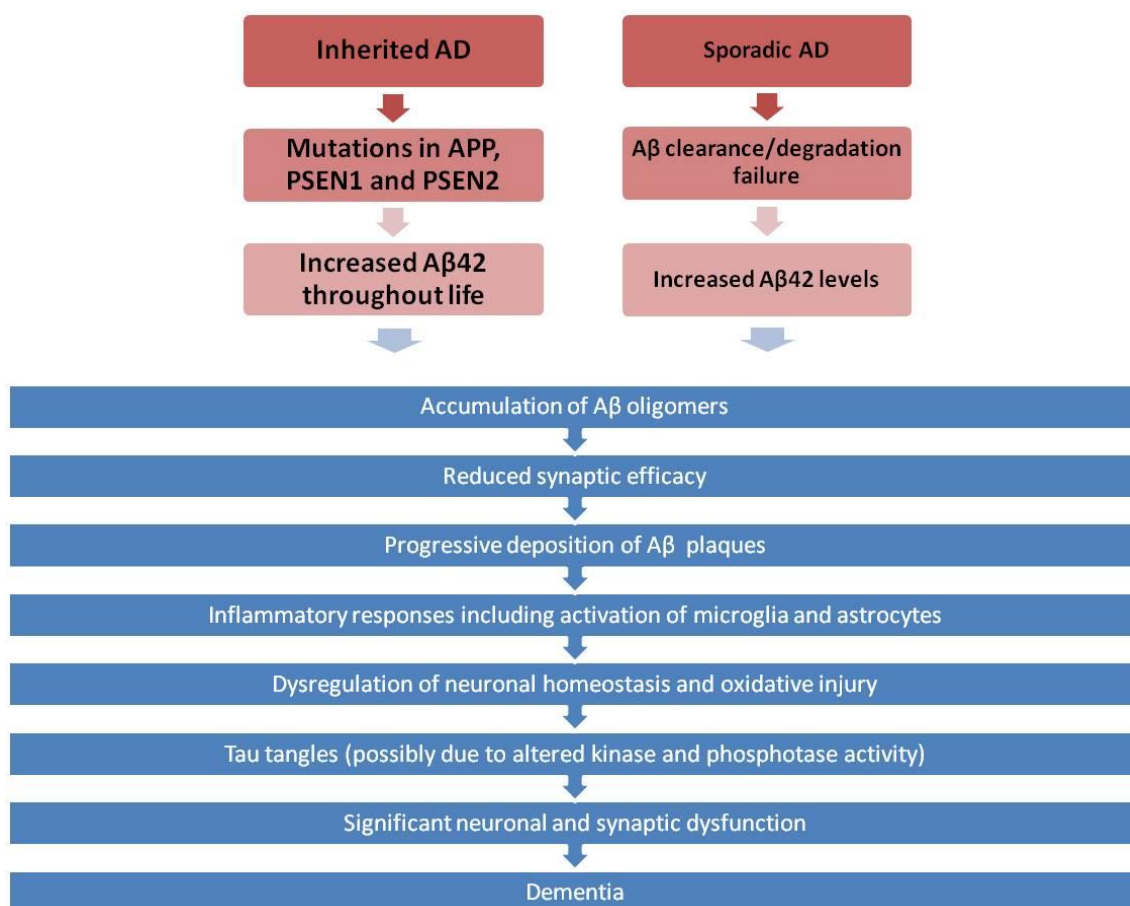 Inherited AD
Mutations in APP,
PSEN1 and PSEN2
Increased Aβ42
throughout life
Sporadic AD
Aβ clearance/degradation
failure
Increased Aβ42 levels
Accumulation of Aβ oligomers
Reduced synaptic efficacy
Progressive deposition of Aβ plaques
Inflammatory responses including activation of microglia and astrocytes
Dysregulation of neuronal homeostasis and oxidative injury
Tau tangles (possibly due to altered kinase and phosphotase activity)
Significant neuronal and synaptic dysfunction
Dementia